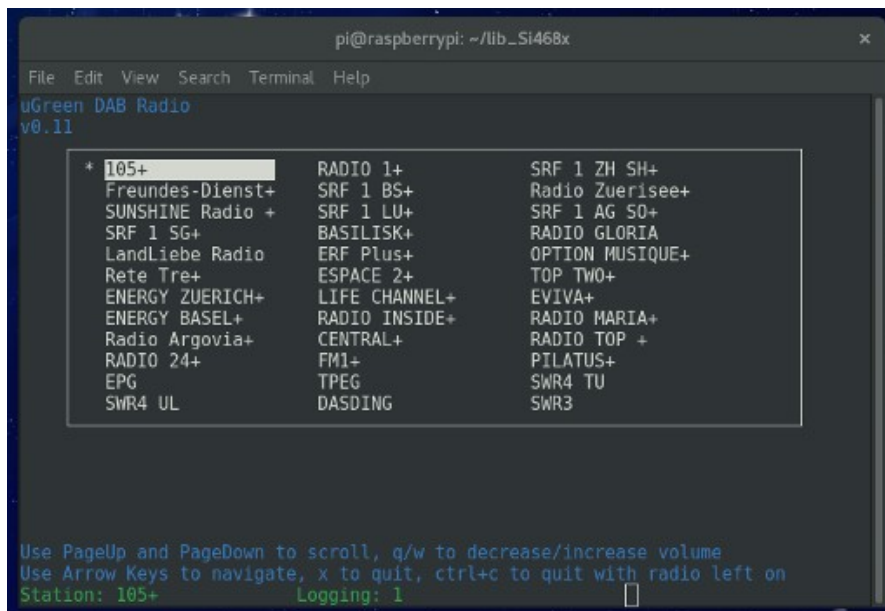 pi@raspberrypi: ~/lib_Si468x ×
File Edit View Search Terminal Help
uGreen DAB Radio
v0.11
* 105+ RADIO 1+ SRF 1 ZH SH+
Freundes-Dienst+ SRF 1 BS+ Radio Zuerisee+
SUNSHINE Radio + SRF 1 LU+ SRF 1 AG SO+
SRF 1 SG+ BASILISK+ RADIO GLORIA
LandLiebe Radio ERF Plus+ OPTION MUSIQUE+
Rete Tre+ ESPACE 2+ TOP TWO+
ENERGY ZUERICH+ LIFE CHANNEL+ EVIVA+
ENERGY BASEL+ RADIO INSIDE+ RADIO MARIA+
Radio Argovia+ CENTRAL+ RADIO TOP +
RADIO 24+ FM1+ PILATUS+
EPG TPEG SWR4 TU
SWR4 UL DASDING SWR3
Use PageUp and PageDown to scroll, q/w to decrease/increase volume
Use Arrow Keys to navigate, x to quit, ctrl+c to quit with radio left on
Station: 105+ Logging: 1